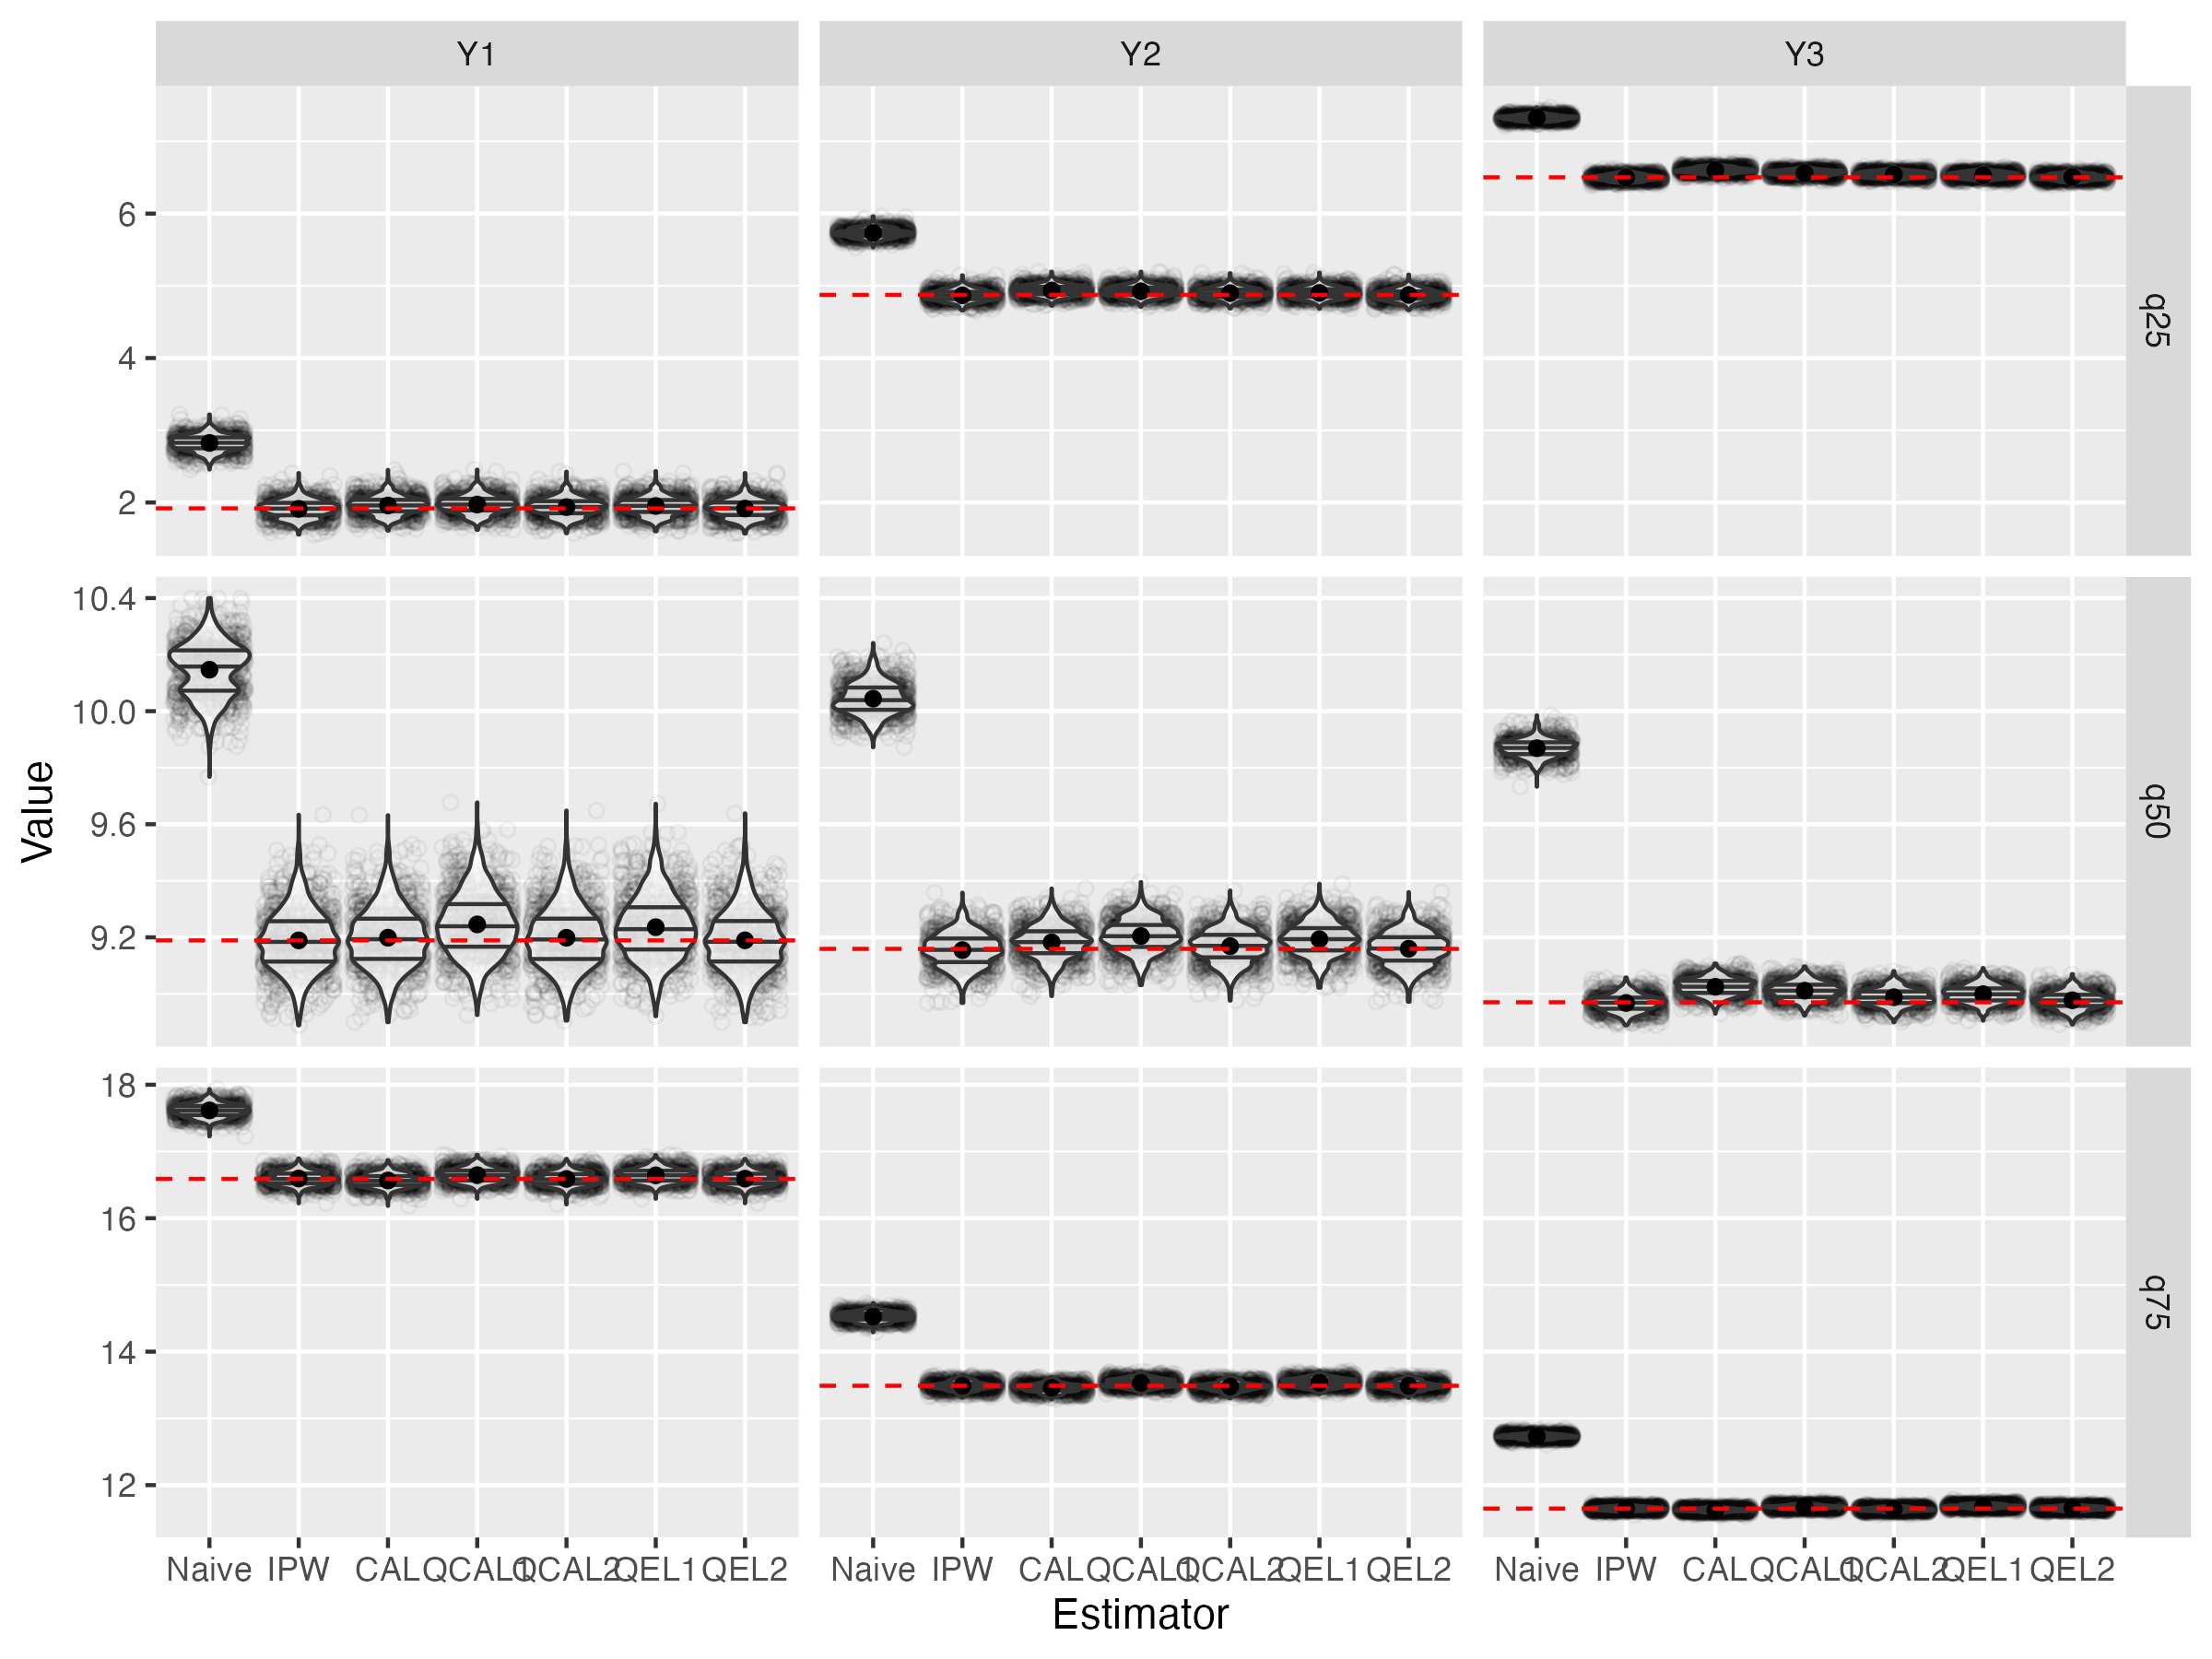 Y1 Y2 Y3
q25
6
4
2
q50
10.4
10.0
9.6
9.2
q75
18
16
14
12
Value
Naive IPW CAL QCAL1 QCAL2 QEL1 QEL2
Naive IPW CAL QCAL1 QCAL2 QEL1 QEL2
Naive IPW CAL QCAL1 QCAL2 QEL1 QEL2
Estimator